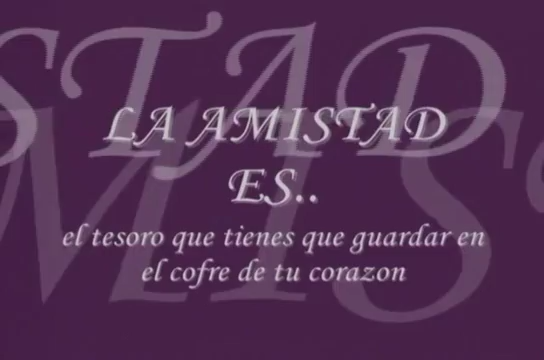 LA AMISTAD
ES..
el tesoro que tienes que guardar en
el cofre de tu corazon